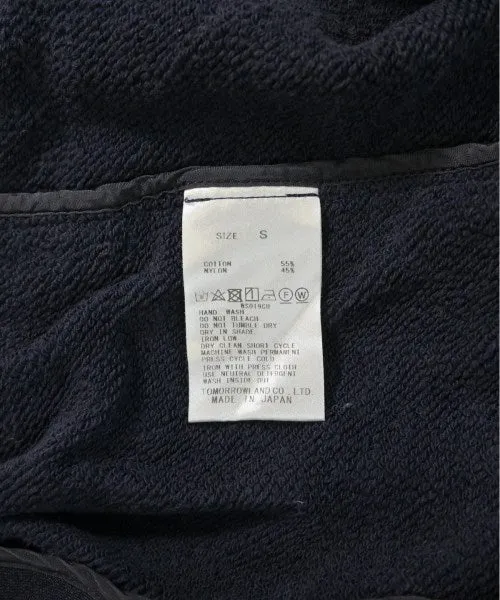 SIZE S
COTTON 55%
NYLON 45%
F W
HAND WASH
DO NOT BLEACH
DO NOT TUMBLE DRY
DRY IN SHADE
IRON LOW
DRY CLEAN SHORT CYCLE
MACHINE WASH PERMANENT
PRESS CYCLE COLD
IRON WITH PRESS CLOTH
USE NEUTRAL DETERGENT
WASH INSIDE OUT
TOMORROWLAND CO., LTD.
MADE IN JAPAN